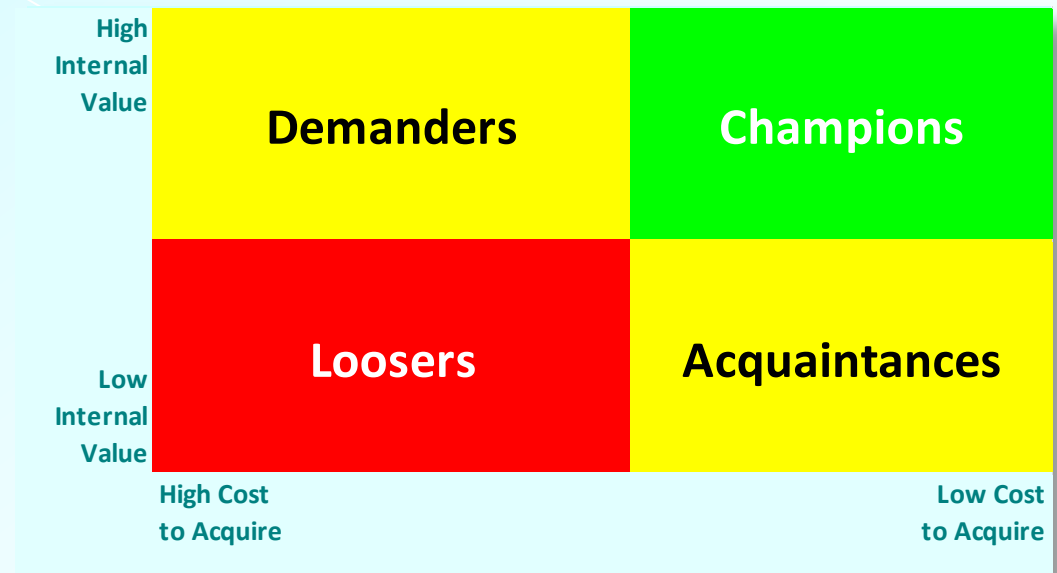 High
Internal
Value
Demanders
Champions
Loosers
Acquaintances
Low
Internal
Value
High Cost
to Acquire
Low Cost
to Acquire